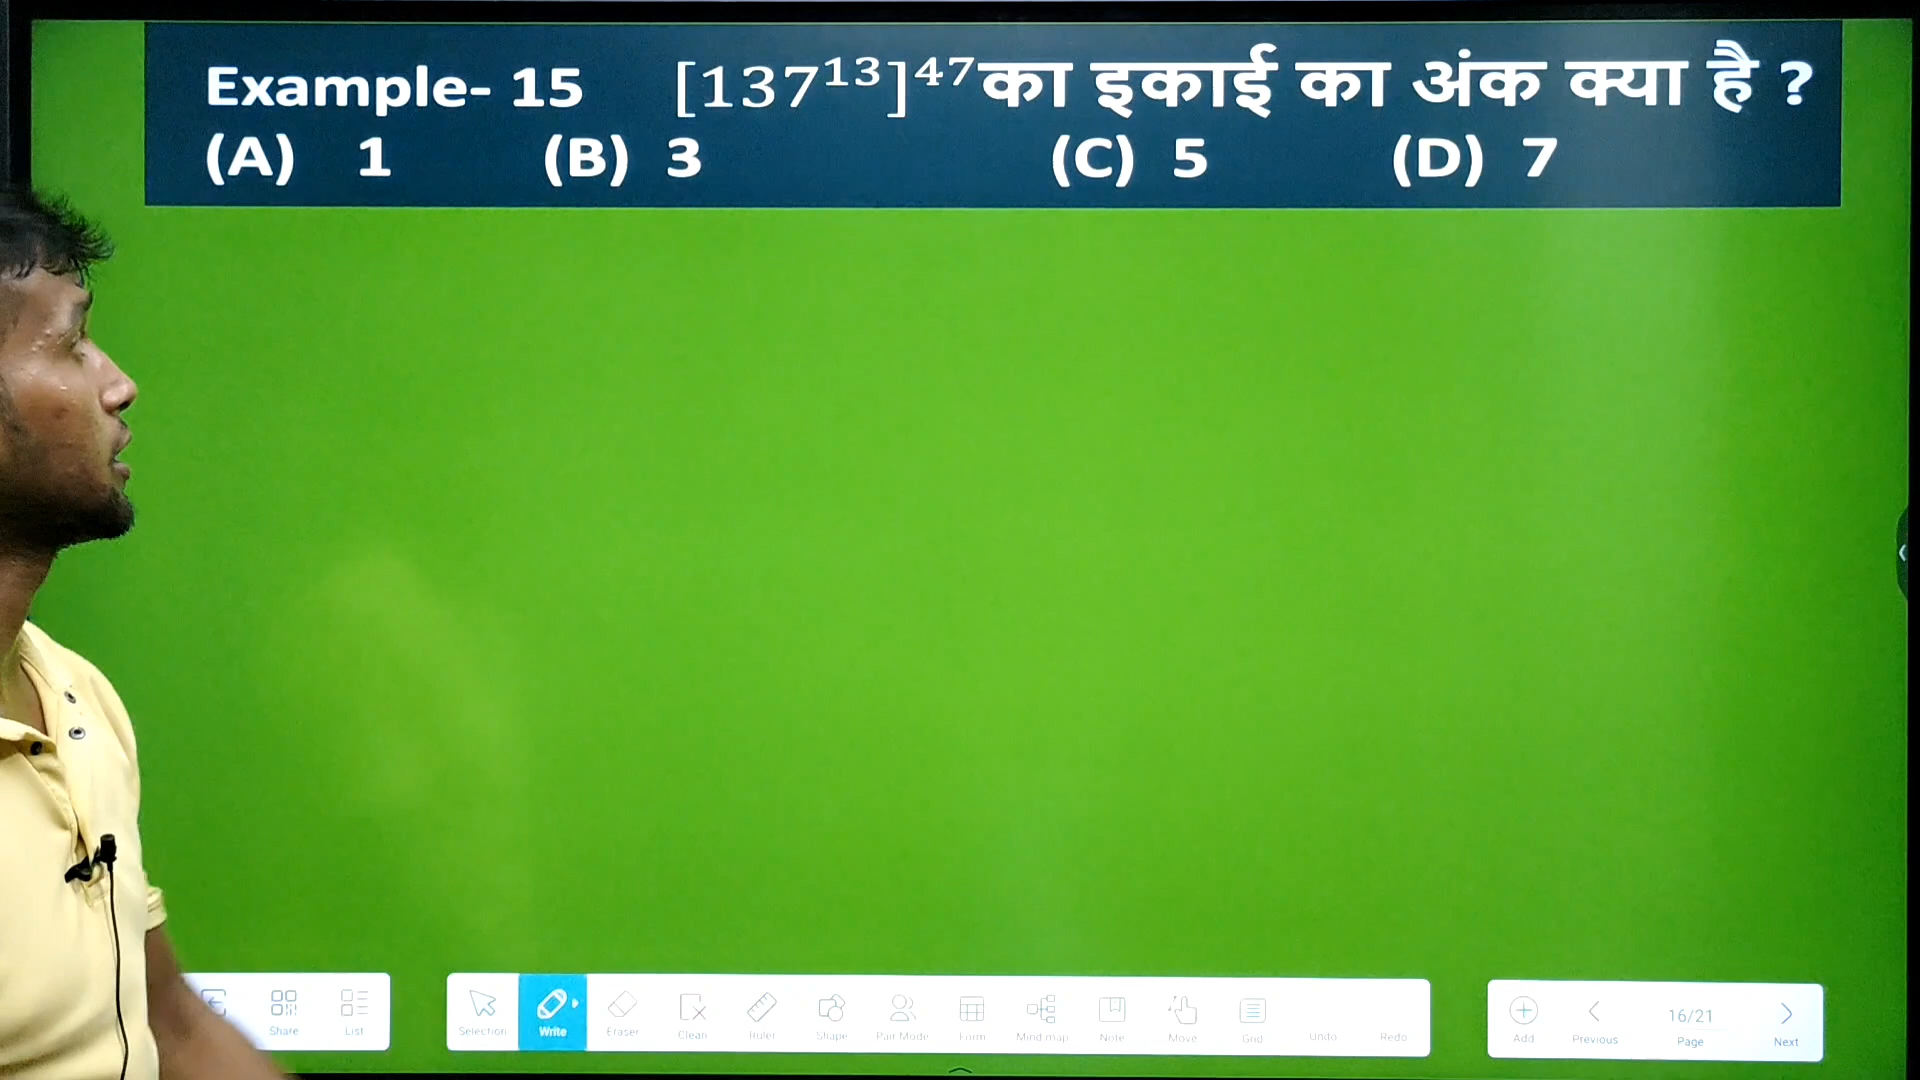 Example- 15 [137¹³]⁴⁷का इकाई का अंक क्या है ?
(A) 1 (B) 3 (C) 5 (D) 7
Share List
Selection Write Eraser Clean Ruler Shape Pair Mode Form Mind map Note Move Grid Undo Redo
Add Previous 16/21 Page Next